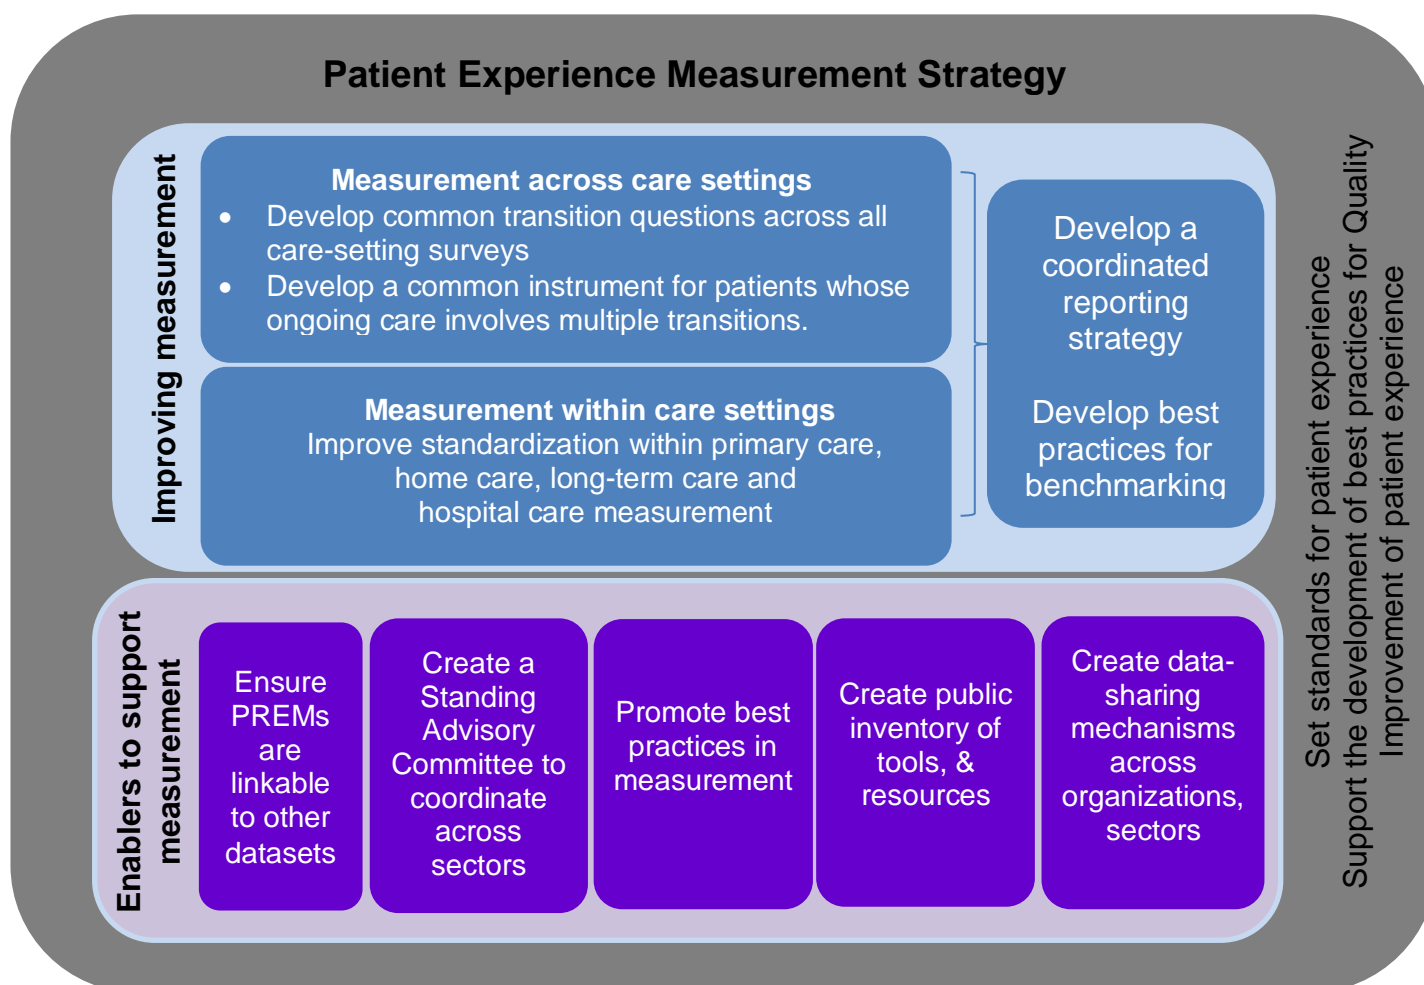 Patient Experience Measurement Strategy
Improving measurement
Measurement across care settings
• Develop common transition questions across all
care-setting surveys
• Develop a common instrument for patients whose
ongoing care involves multiple transitions.
Measurement within care settings
Improve standardization within primary care,
home care, long-term care and
hospital care measurement
Develop a
coordinated
reporting
strategy
Develop best
practices for
benchmarking
Enablers to support
measurement
Ensure
PREMs
are
linkable
to other
datasets
Create a
Standing
Advisory
Committee to
coordinate
across
sectors
Promote best
practices in
measurement
Create public
inventory of
tools, &
resources
Create data-
sharing
mechanisms
across
organizations,
sectors
Set standards for patient experience
Support the development of best practices for Quality
Improvement of patient experience